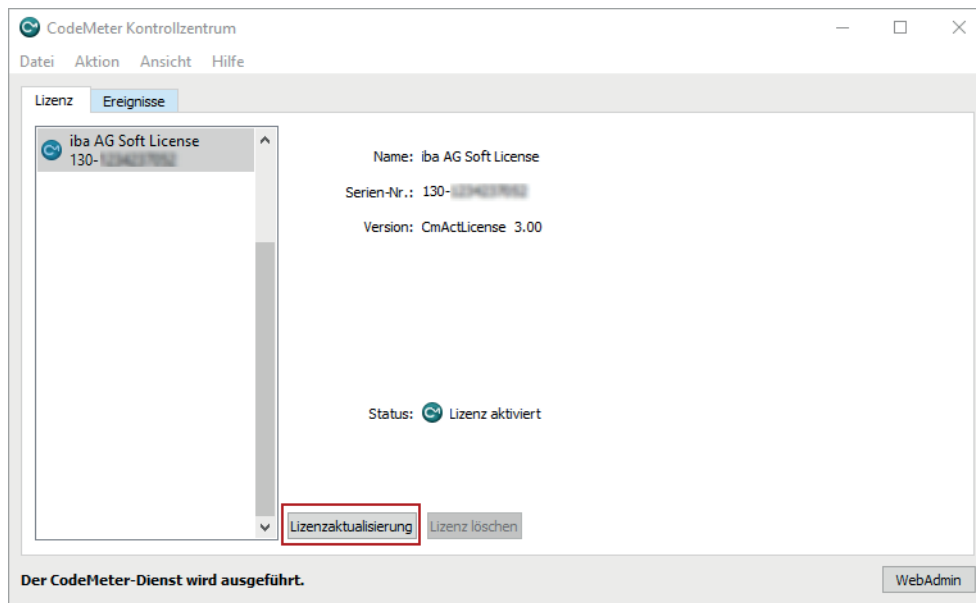 CodeMeter Kontrollzentrum
Datei Aktion Ansicht Hilfe
Lizenz Ereignisse
iba AG Soft License
130-
Name: iba AG Soft License
Serien-Nr.: 130-
Version: CmActLicense 3.00
Status: Lizenz aktiviert
Lizenzaktualisierung Lizenz löschen
Der CodeMeter-Dienst wird ausgeführt. WebAdmin